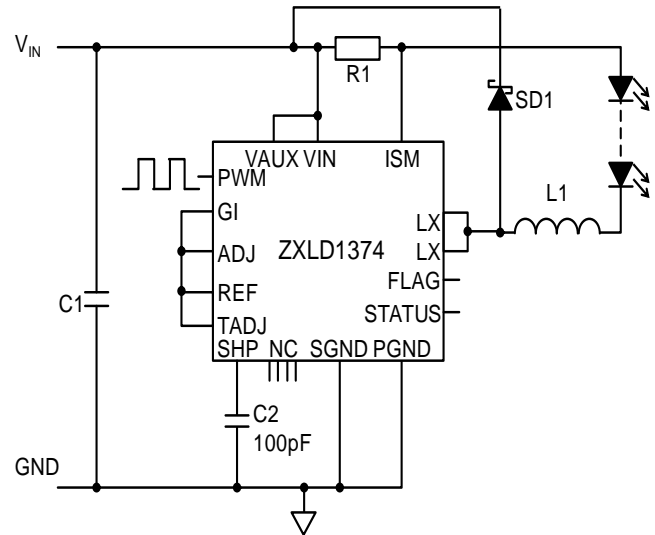 VIN
R1
SD1
VAUX VIN ISM
PWM
GI
L1
LX
ADJ ZXLD1374
LX
REF
FLAG
C1
TADJ
STATUS
SHP NC SGND PGND
C2
100pF
GND